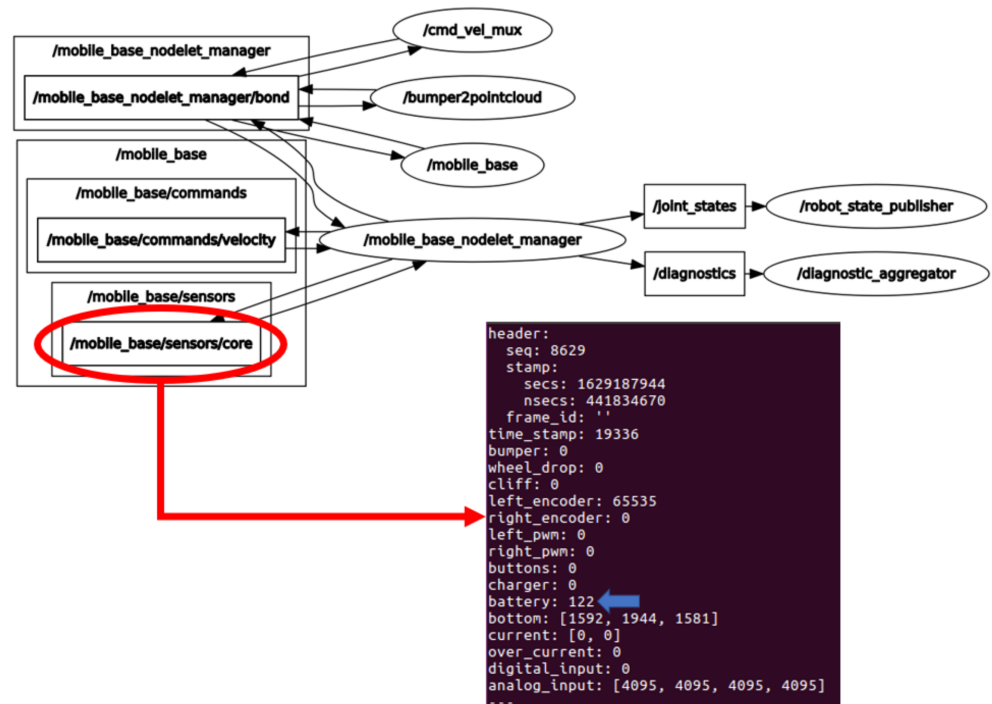 /cmd_vel_mux
/mobile_base_nodelet_manager
/mobile_base_nodelet_manager/bond
/bumper2pointcloud
/mobile_base
/mobile_base
/mobile_base/commands
/joint_states
/robot_state_publisher
/mobile_base/commands/velocity
/mobile_base_nodelet_manager
/diagnostics
/diagnostic_aggregator
/mobile_base/sensors
/mobile_base/sensors/core
header:
seq: 8629
stamp:
secs: 1629187944
nsecs: 441834670
frame_id: ''
time_stamp: 19336
bumper: 0
wheel_drop: 0
cliff: 0
left_encoder: 65535
right_encoder: 0
left_pwm: 0
right_pwm: 0
buttons: 0
charger: 0
battery: 122
bottom: [1592, 1944, 1581]
current: [0, 0]
over_current: 0
digital_input: 0
analog_input: [4095, 4095, 4095, 4095]
---